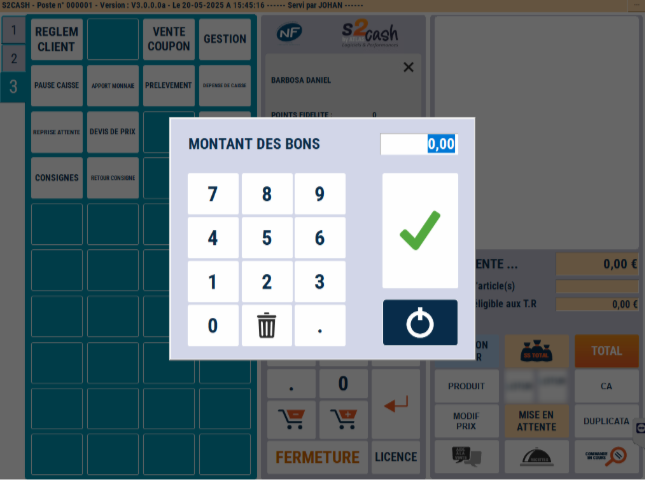 S2CASH - Poste n° 000001 - Version : V3.0.0.0a - Le 20-05-2025 A 15:45:16 ------ Servi par JOHAN ------
1
2
3
REGLEM
CLIENT
VENTE
COUPON
GESTION
PAUSE CAISSE
APPORT MONNAIE
PRELEVEMENT
DEPENSE DE CAISSE
REPRISE ATTENTE
DEVIS DE PRIX
CONSIGNES
RETOUR CONSIGNE
NF
S2cash
BARBOSA DANIEL
POINTS FIDELITE :
0
MONTANT DES BONS
0,00
7
8
9
4
5
6
1
2
3
0
.
ENTE ...
0,00 €
'article(s)
ligible aux T.R
0,00 €
.
0
FERMETURE
LICENCE
ON
R
SS TOTAL
TOTAL
PRODUIT
CA
MODIF
PRIX
MISE EN
ATTENTE
DUPLICATA